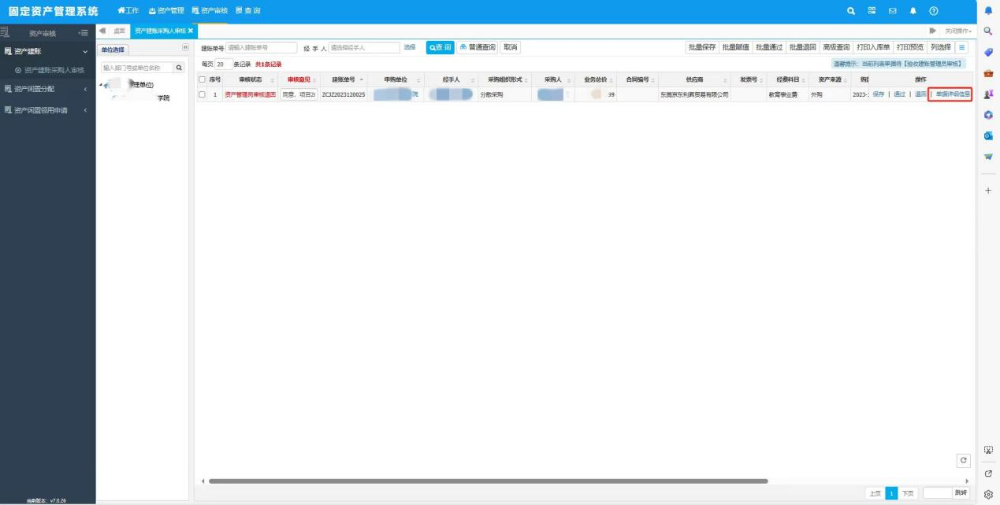 固定资产管理系统 工作 资产管理 资产审核 查 询
资产审核 桌面 资产建账采购人审核 关闭操作
资产建账
资产建账采购人审核
资产闲置分配
资产闲置领用申请
当前版本：v7.0.26
单位选择
输入部门号或单位名称
理单位)
学院
建账单号 请输入建账单号 经 手 人 请选择经手人 选择 查 询 普通查询 取消 批量保存 批量赋值 批量通过 批量退回 高级查询 打印入库单 打印预览 列选择
每页 20 条记录 共1条记录 温馨提示：当前列表单据待【验收建账管理员审核】
序号 审核状态 审核意见 建账单号 申购单位 经手人 采购组织形式 采购人 业务总价 合同编号 供应商 发票号 经费科目 资产来源 操作
1 资产管理岗审核退回 同意，项目 ZCJZ2023120025 院 分散采购 39 东莞京东利昇贸易有限公司 教育事业费 外购 2023- 保存 | 通过 | 退回 | 单据详细信息
上页 1 下页 跳转